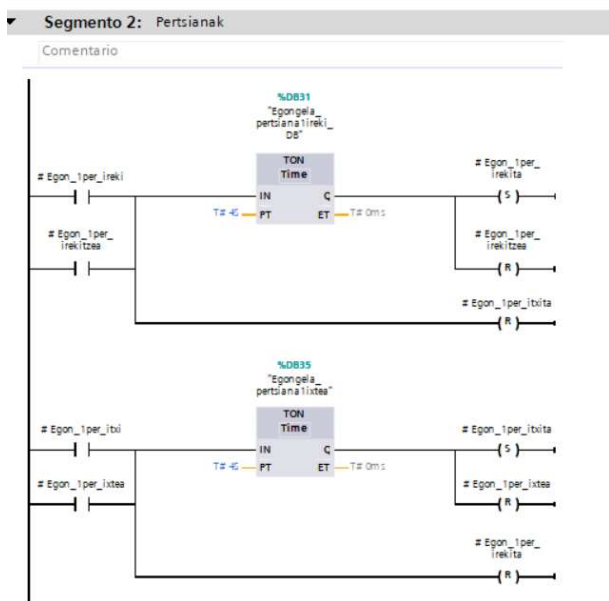 Segmento 2: Pertsianak
Comentario
%DB31
"Egongela_
pertsiana1ireki_
DB"
TON
Time
# Egon_1per_ireki
# Egon_1per_
irekita
IN
Q
( S )
T# 4S
PT
ET
T# 0ms
# Egon_1per_
irekitzea
# Egon_1per_
irekitzea
( R )
# Egon_1per_itxita
( R )
%DB35
"Egongela_
pertsiana1ixtea"
TON
Time
# Egon_1per_itxi
# Egon_1per_itxita
IN
Q
( S )
T# 4S
PT
ET
T# 0ms
# Egon_1per_ixtea
# Egon_1per_ixtea
( R )
# Egon_1per_
irekita
( R )